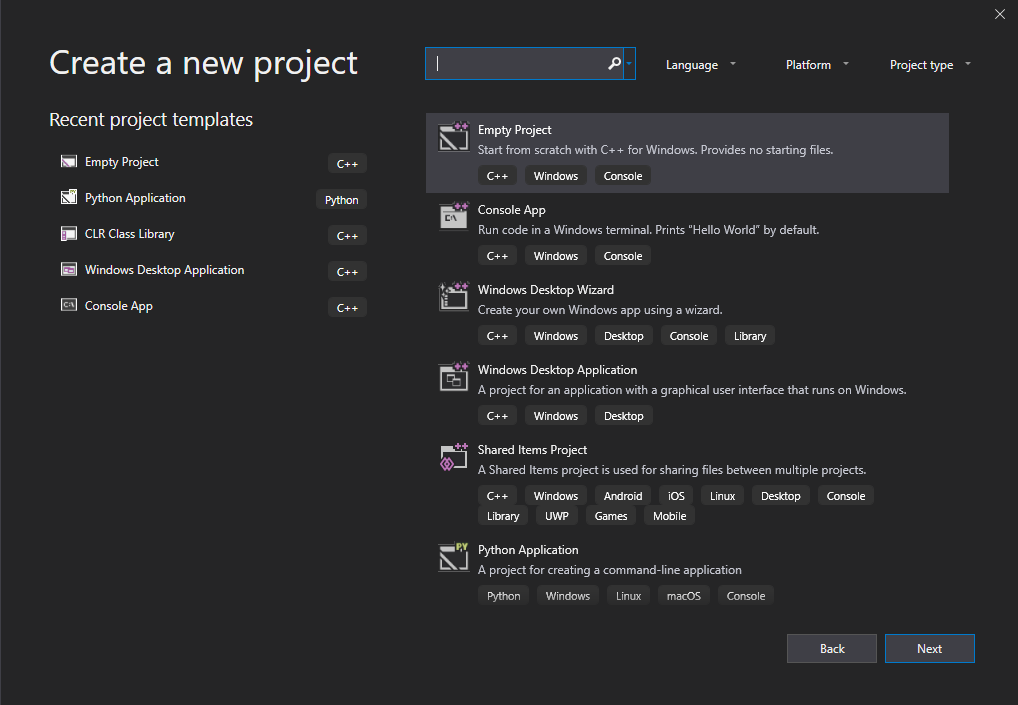 Create a new project
Language
Platform
Project type
Recent project templates
Empty Project C++
Python Application Python
CLR Class Library C++
Windows Desktop Application C++
Console App C++
Empty Project
Start from scratch with C++ for Windows. Provides no starting files.
C++ Windows Console
Console App
Run code in a Windows terminal. Prints “Hello World” by default.
C++ Windows Console
Windows Desktop Wizard
Create your own Windows app using a wizard.
C++ Windows Desktop Console Library
Windows Desktop Application
A project for an application with a graphical user interface that runs on Windows.
C++ Windows Desktop
Shared Items Project
A Shared Items project is used for sharing files between multiple projects.
C++ Windows Android iOS Linux Desktop Console
Library UWP Games Mobile
Python Application
A project for creating a command-line application
Python Windows Linux macOS Console
Back Next